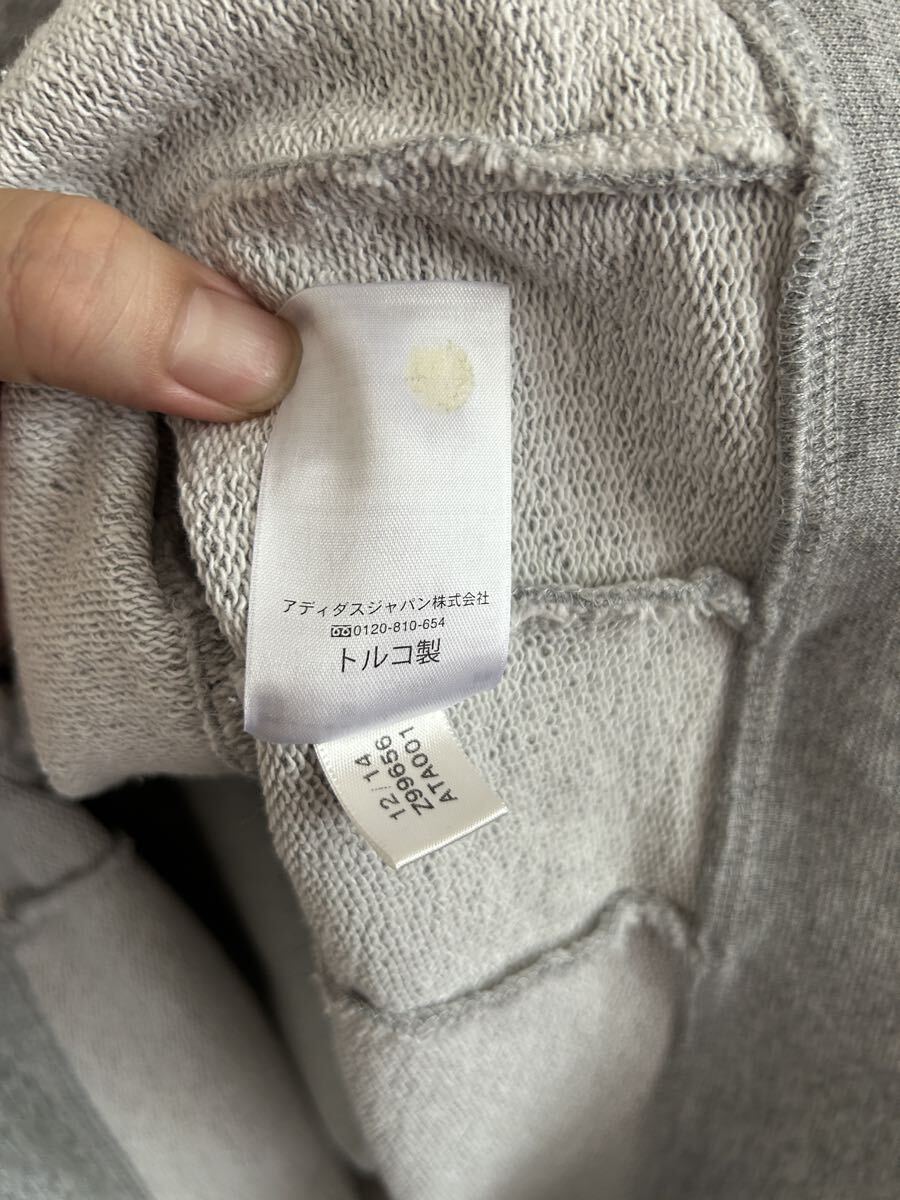 アディダスジャパン株式会社
0120-810-654
トルコ製
12/14
Z99656
ATA001